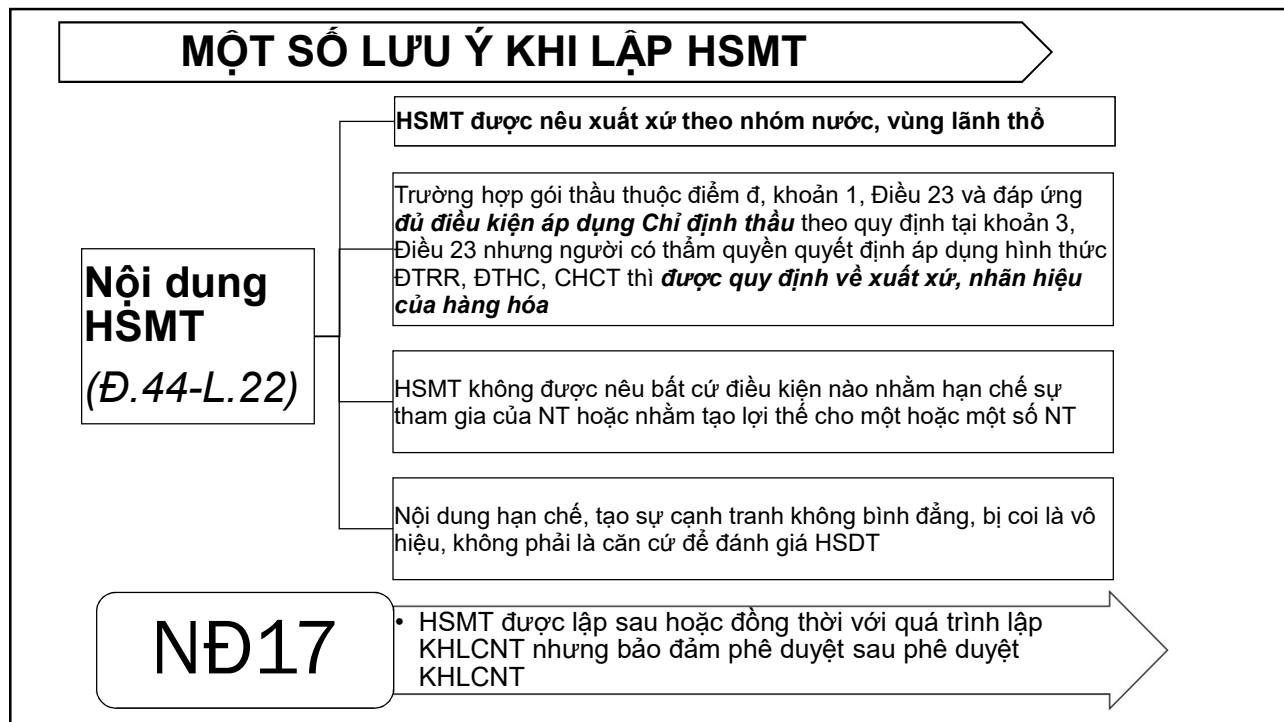 MỘT SỐ LƯU Ý KHI LẬP HSMT
HSMT được nêu xuất xứ theo nhóm nước, vùng lãnh thổ
Nội dung
HSMT
(Đ.44-L.22)
Trường hợp gói thầu thuộc điểm đ, khoản 1, Điều 23 và đáp ứng
đủ điều kiện áp dụng Chỉ định thầu theo quy định tại khoản 3,
Điều 23 nhưng người có thẩm quyền quyết định áp dụng hình thức
ĐTRR, ĐTHC, CHCT thì được quy định về xuất xứ, nhãn hiệu
của hàng hóa
HSMT không được nêu bất cứ điều kiện nào nhằm hạn chế sự
tham gia của NT hoặc nhằm tạo lợi thế cho một hoặc một số NT
Nội dung hạn chế, tạo sự cạnh tranh không bình đẳng, bị coi là vô
hiệu, không phải là căn cứ để đánh giá HSDT
NĐ17
• HSMT được lập sau hoặc đồng thời với quá trình lập
KHLCNT nhưng bảo đảm phê duyệt sau phê duyệt
KHLCNT